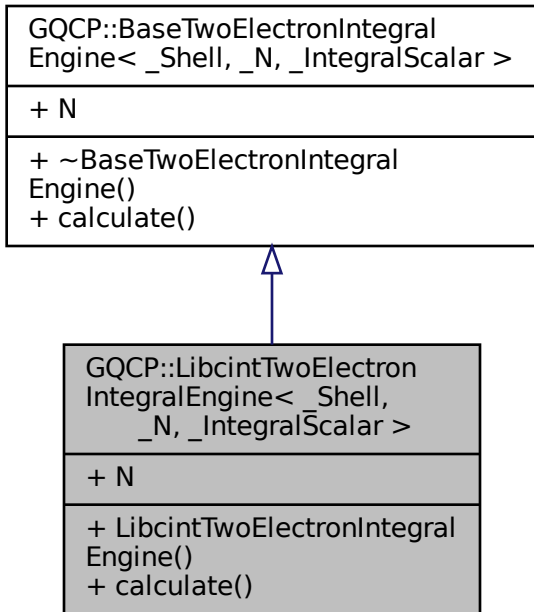 GQCP::BaseTwoElectronIntegral
Engine< _Shell, _N, _IntegralScalar >
+ N
+ ~BaseTwoElectronIntegral
Engine()
+ calculate()
GQCP::LibcintTwoElectron
IntegralEngine< _Shell,
_N, _IntegralScalar >
+ N
+ LibcintTwoElectronIntegral
Engine()
+ calculate()